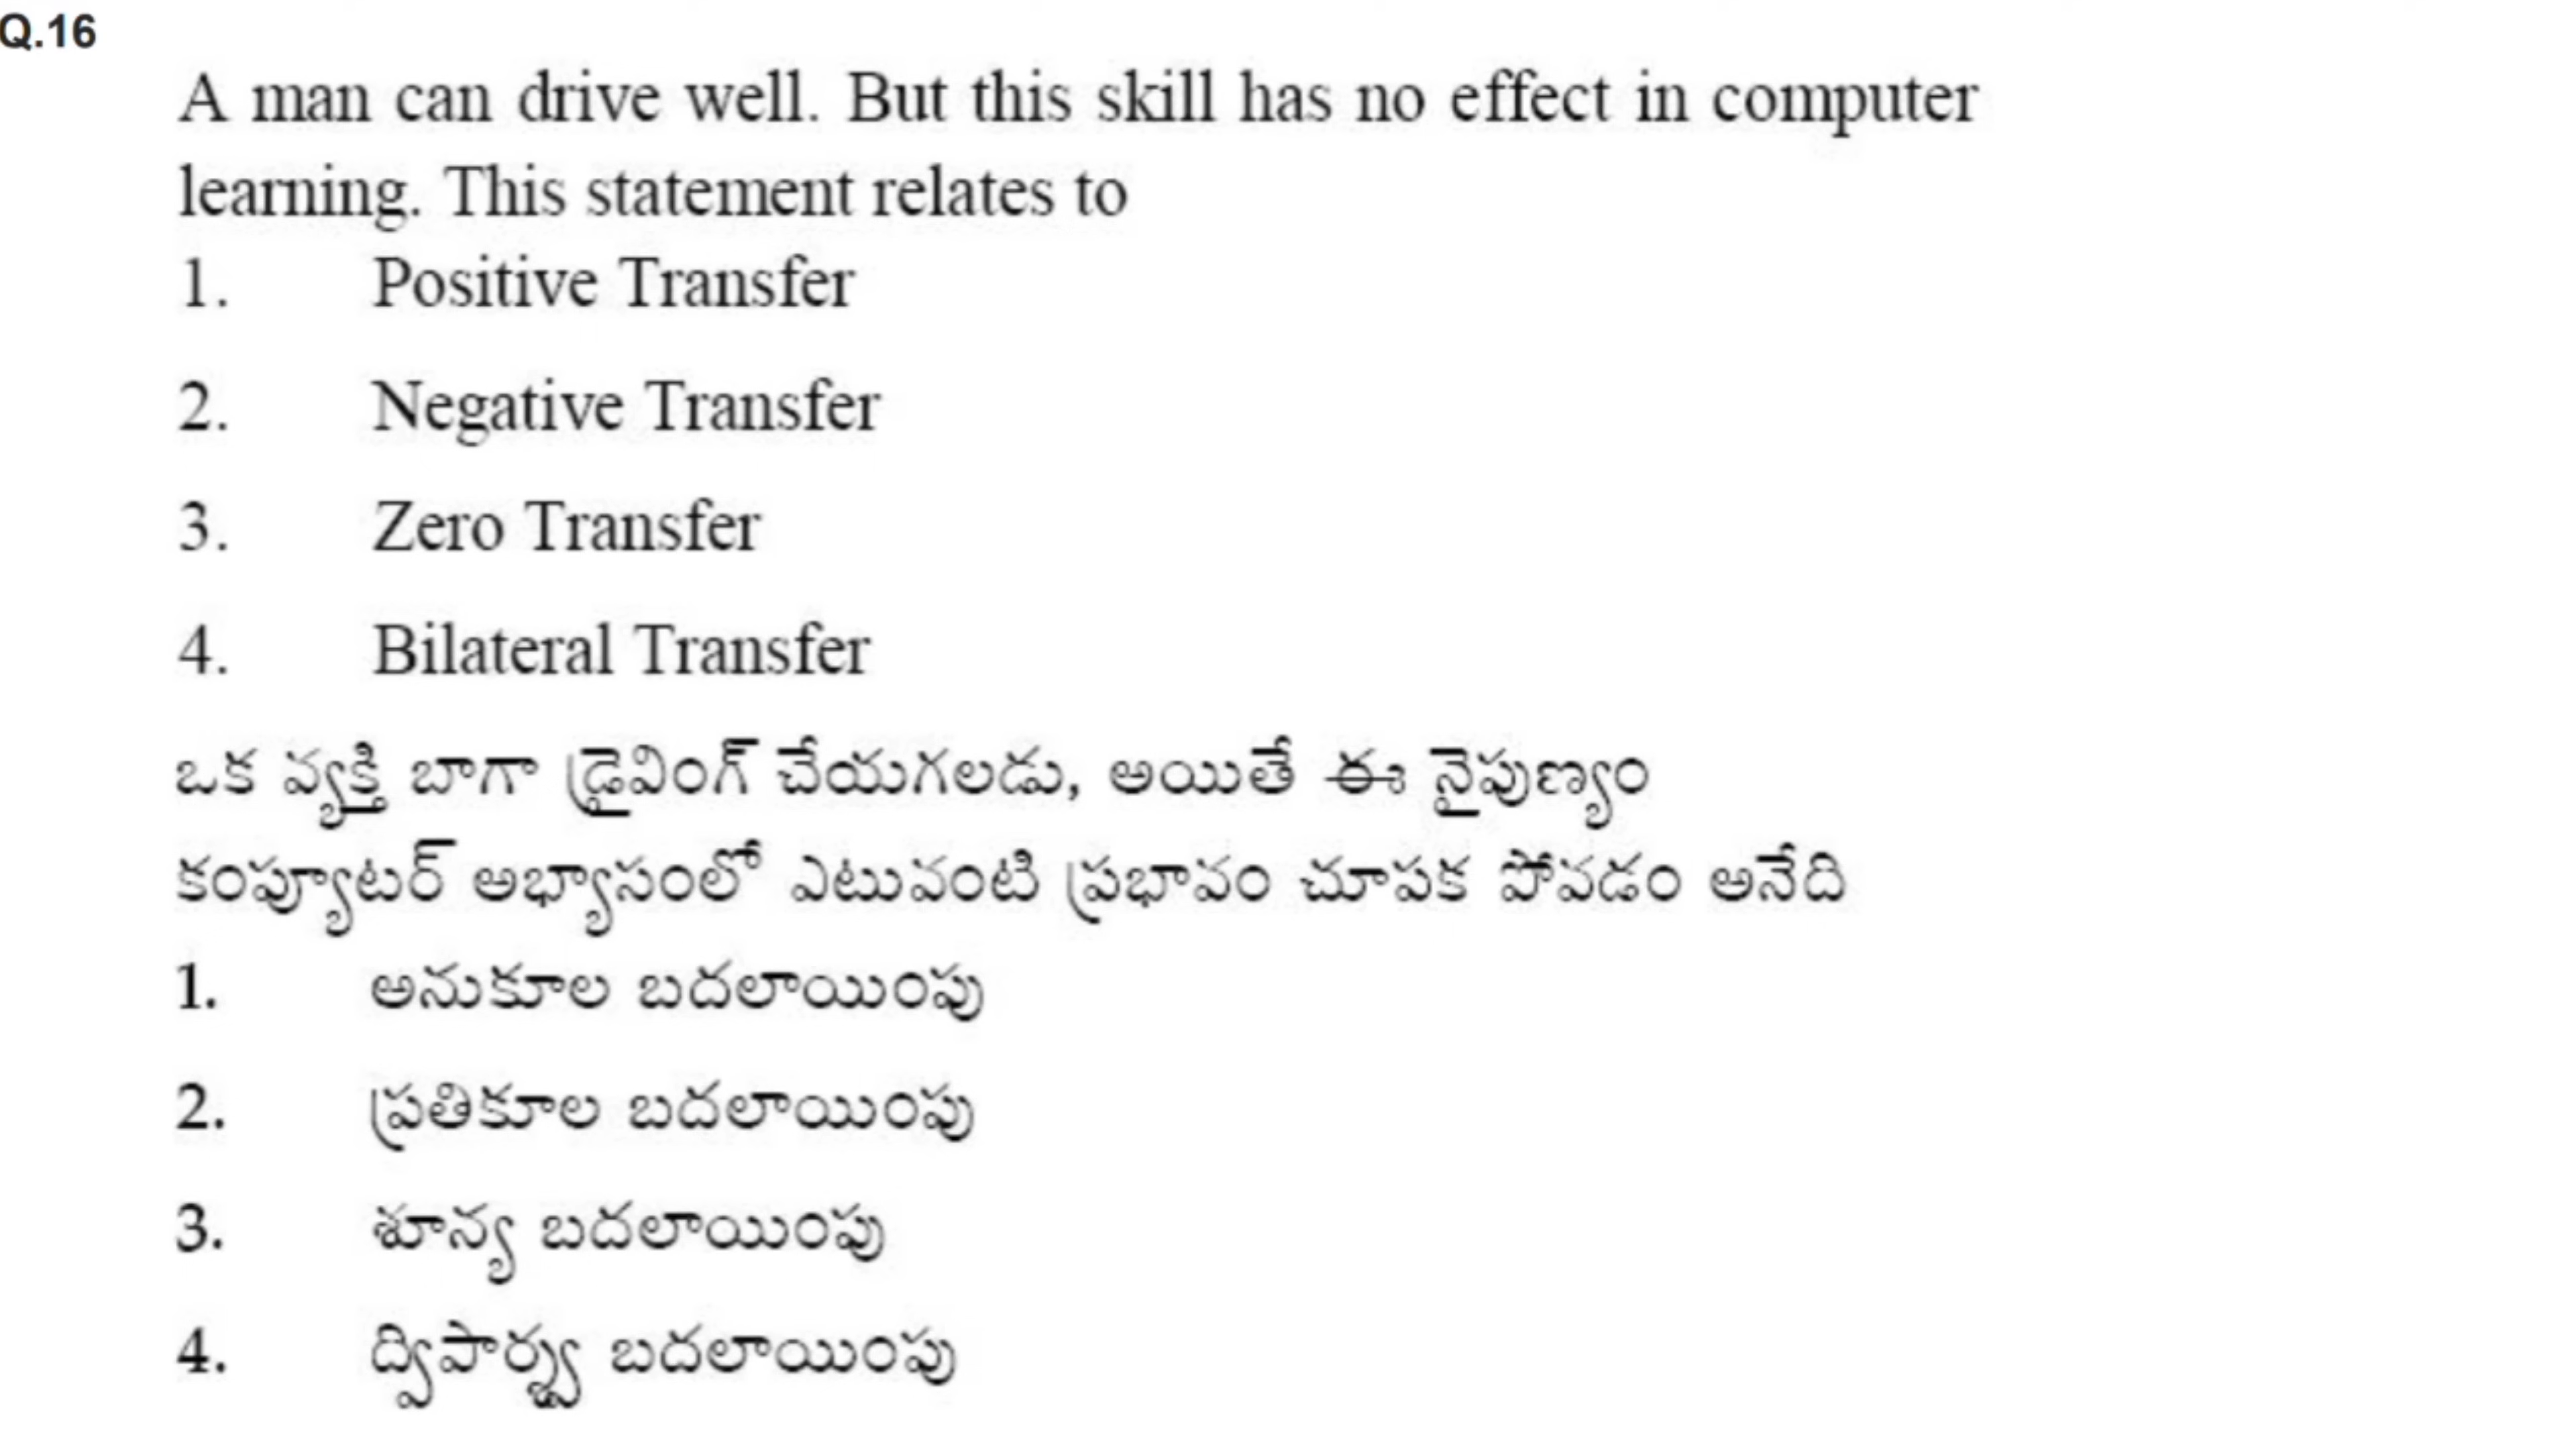 Q.16
A man can drive well. But this skill has no effect in computer
learning. This statement relates to
1. Positive Transfer
2. Negative Transfer
3. Zero Transfer
4. Bilateral Transfer
ఒక వ్యక్తి బాగా డ్రైవింగ్ చేయగలడు, అయితే ఈ నైపుణ్యం
కంప్యూటర్ అభ్యాసంలో ఎటువంటి ప్రభావం చూపక పోవడం అనేది
1. అనుకూల బదలాయింపు
2. ప్రతికూల బదలాయింపు
3. శూన్య బదలాయింపు
4. ద్విపార్శ్వ బదలాయింపు